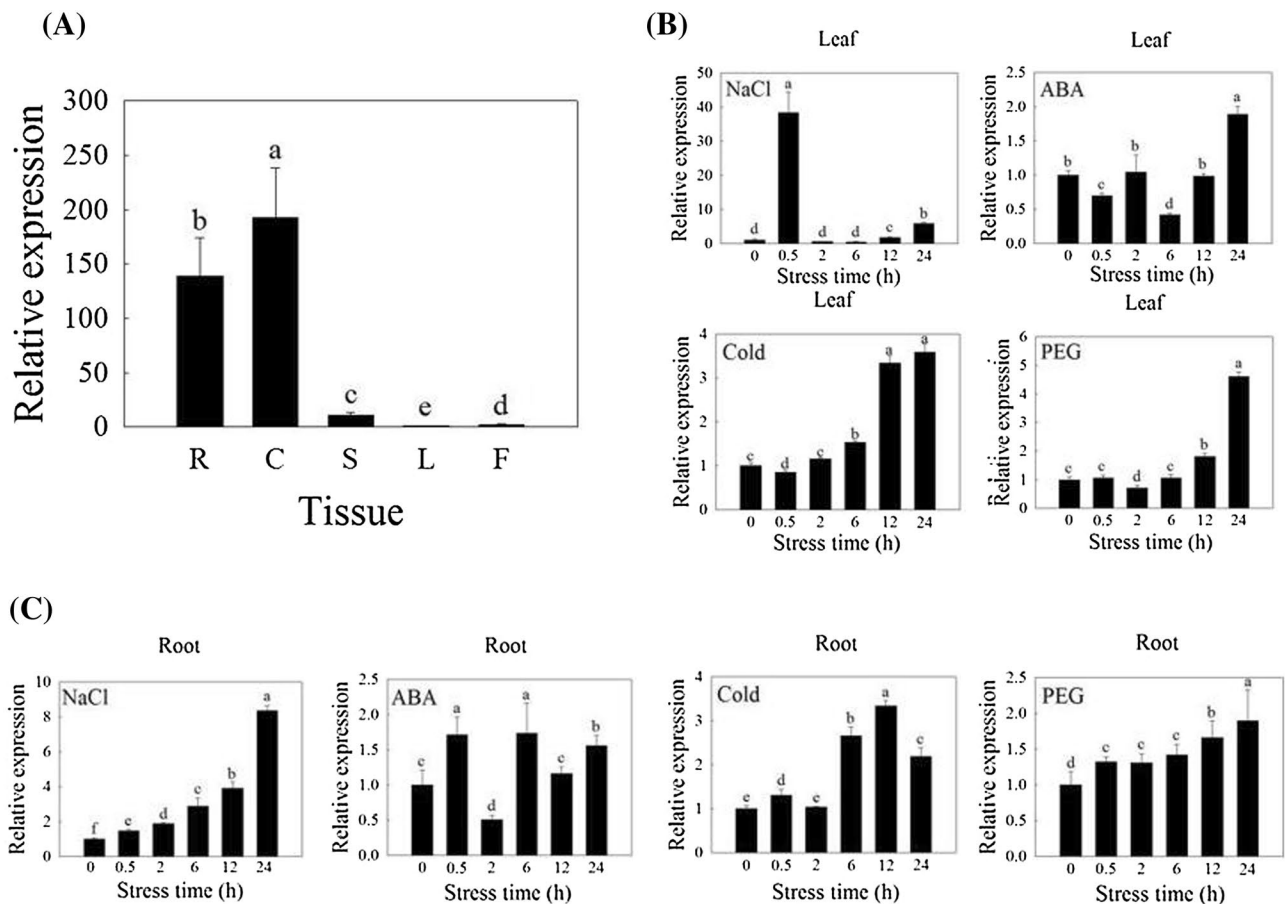 (A)
300
250
200
150
100
50
0
Relative expression
b
a
c
e
d
R C S L F
Tissue
(B)
Leaf
NaCl
50
40
30
20
10
0
Relative expression
d a d d c b
0 0.5 2 6 12 24
Stress time (h)
Leaf
ABA
2.5
2.0
1.5
1.0
0.5
0.0
Relative expression
b c b d b a
0 0.5 2 6 12 24
Stress time (h)
Leaf
Cold
4
3
2
1
0
Relative expression
c d c b a a
0 0.5 2 6 12 24
Stress time (h)
Leaf
PEG
6
5
4
3
2
1
0
Relative expression
c c d c b a
0 0.5 2 6 12 24
Stress time (h)
(C)
Root
NaCl
10
8
6
4
2
0
Relative expression
f e d c b a
0 0.5 2 6 12 24
Stress time (h)
Root
ABA
2.5
2.0
1.5
1.0
0.5
0.0
Relative expression
c a d a c b
0 0.5 2 6 12 24
Stress time (h)
Root
Cold
4
3
2
1
0
Relative expression
e d e b a c
0 0.5 2 6 12 24
Stress time (h)
Root
PEG
2.5
2.0
1.5
1.0
0.5
0.0
Relative expression
d c c c b a
0 0.5 2 6 12 24
Stress time (h)